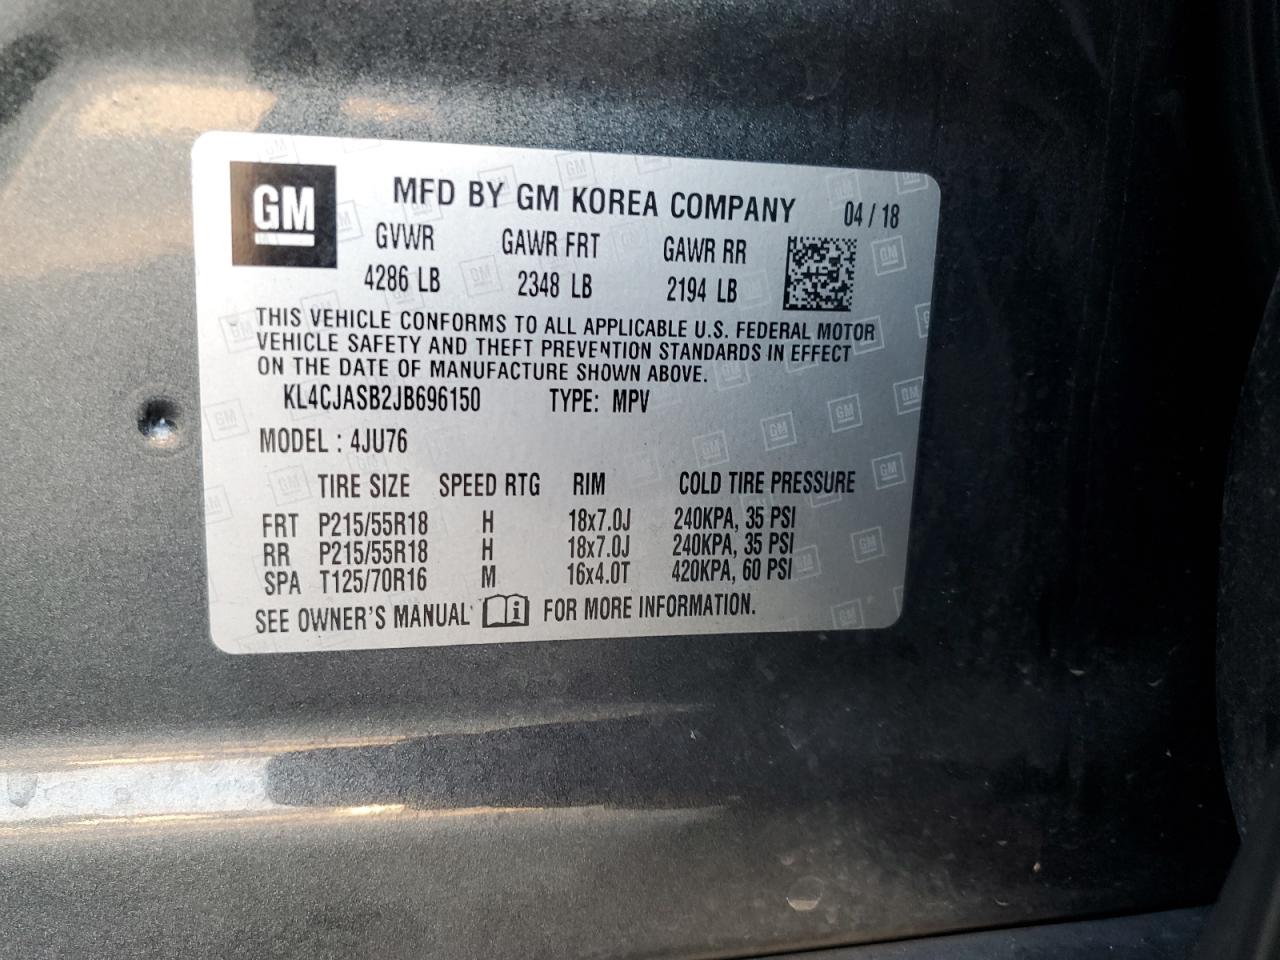 GM
MFD BY GM KOREA COMPANY 04 / 18
GVWR GAWR FRT GAWR RR
4286 LB 2348 LB 2194 LB
THIS VEHICLE CONFORMS TO ALL APPLICABLE U.S. FEDERAL MOTOR
VEHICLE SAFETY AND THEFT PREVENTION STANDARDS IN EFFECT
ON THE DATE OF MANUFACTURE SHOWN ABOVE.
KL4CJASB2JB696150 TYPE: MPV
MODEL : 4JU76
TIRE SIZE SPEED RTG RIM COLD TIRE PRESSURE
FRT P215/55R18 H 18x7.0J 240KPA, 35 PSI
RR P215/55R18 H 18x7.0J 240KPA, 35 PSI
SPA T125/70R16 M 16x4.0T 420KPA, 60 PSI
SEE OWNER'S MANUAL i FOR MORE INFORMATION.